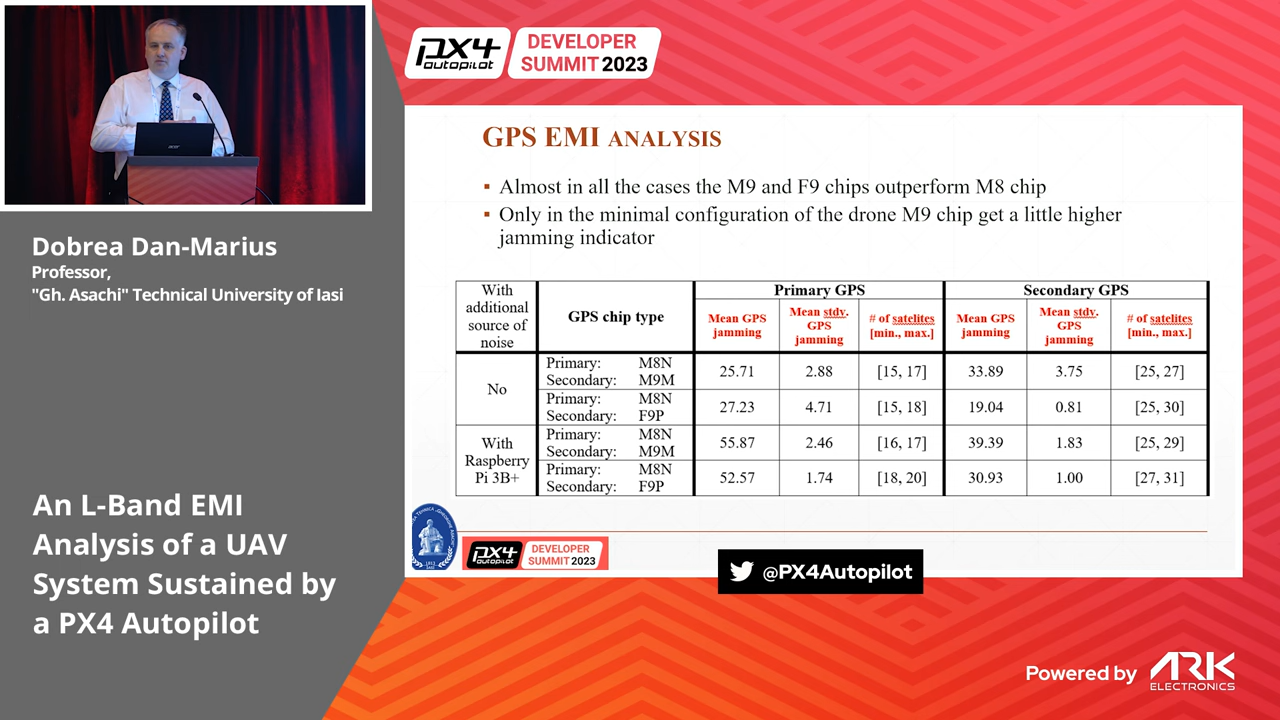 PX4 autopilot
DEVELOPER
SUMMIT 2023
Dobrea Dan-Marius
Professor,
"Gh. Asachi" Technical University of Iasi
An L-Band EMI
Analysis of a UAV
System Sustained by
a PX4 Autopilot
GPS EMI ANALYSIS
▪ Almost in all the cases the M9 and F9 chips outperform M8 chip
▪ Only in the minimal configuration of the drone M9 chip get a little higher
jamming indicator
With
additional
source of
noise
GPS chip type
Primary GPS
Secondary GPS
Mean GPS
jamming
Mean stdv.
GPS
jamming
# of satelites
[min., max.]
Mean GPS
jamming
Mean stdv.
GPS
jamming
# of satelites
[min., max.]
No
Primary: M8N
Secondary: M9M
25.71 2.88 [15, 17] 33.89 3.75 [25, 27]
Primary: M8N
Secondary: F9P
27.23 4.71 [15, 18] 19.04 0.81 [25, 30]
With
Raspberry
Pi 3B+
Primary: M8N
Secondary: M9M
55.87 2.46 [16, 17] 39.39 1.83 [25, 29]
Primary: M8N
Secondary: F9P
52.57 1.74 [18, 20] 30.93 1.00 [27, 31]
PX4 autopilot
DEVELOPER
SUMMIT 2023
@PX4Autopilot
Powered by ARK
ELECTRONICS